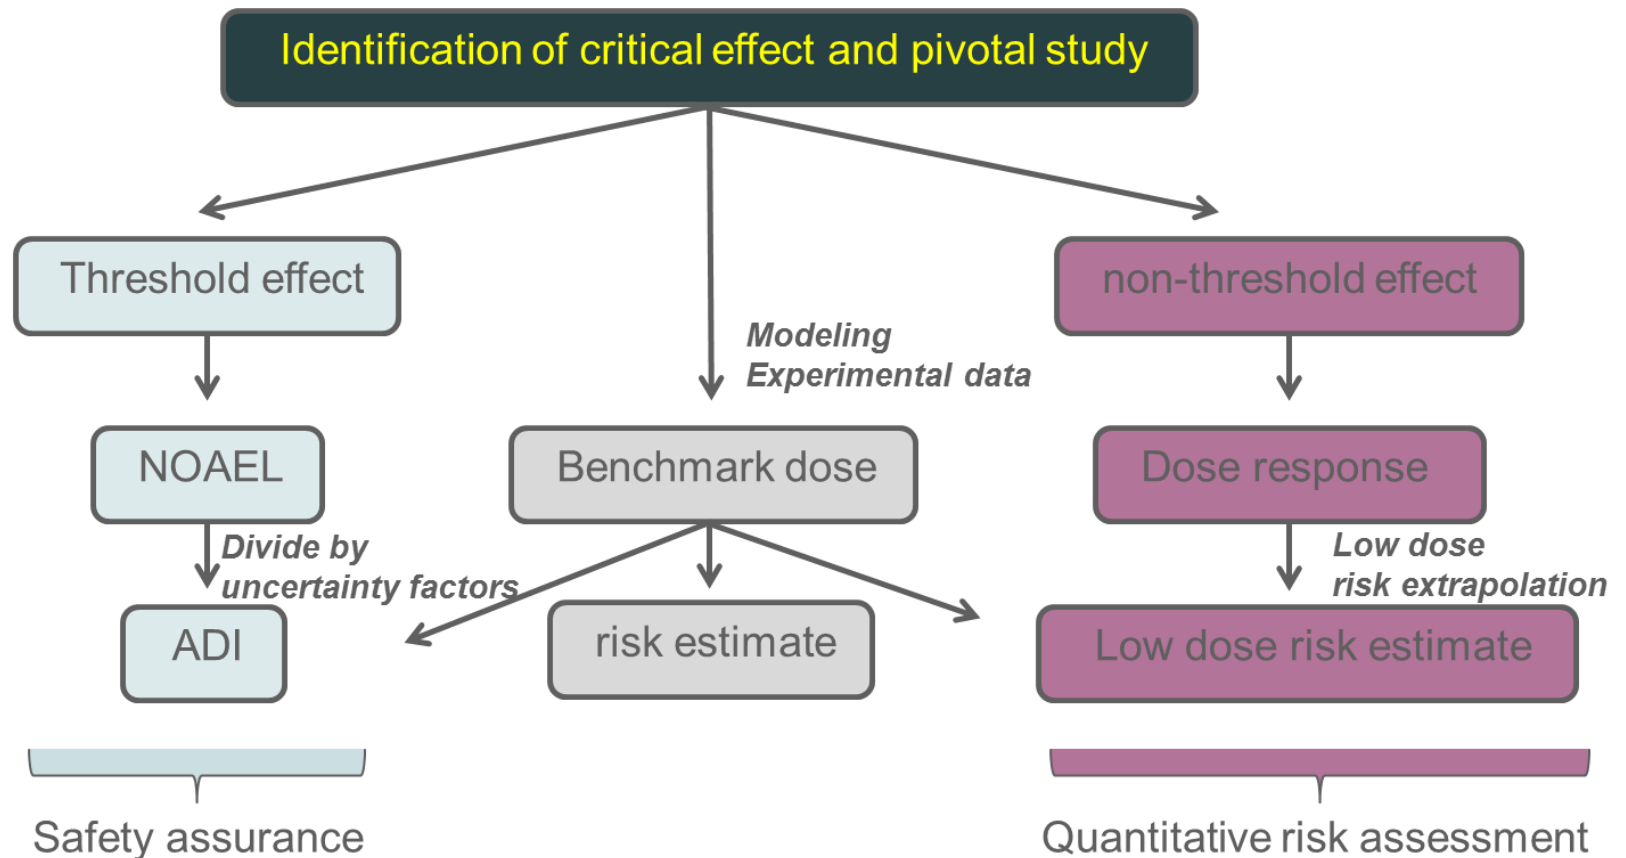 Identification of critical effect and pivotal study
Threshold effect
non-threshold effect
Modeling
Experimental data
NOAEL
Benchmark dose
Dose response
Divide by
uncertainty factors
Low dose
risk extrapolation
ADI
risk estimate
Low dose risk estimate
Safety assurance
Quantitative risk assessment